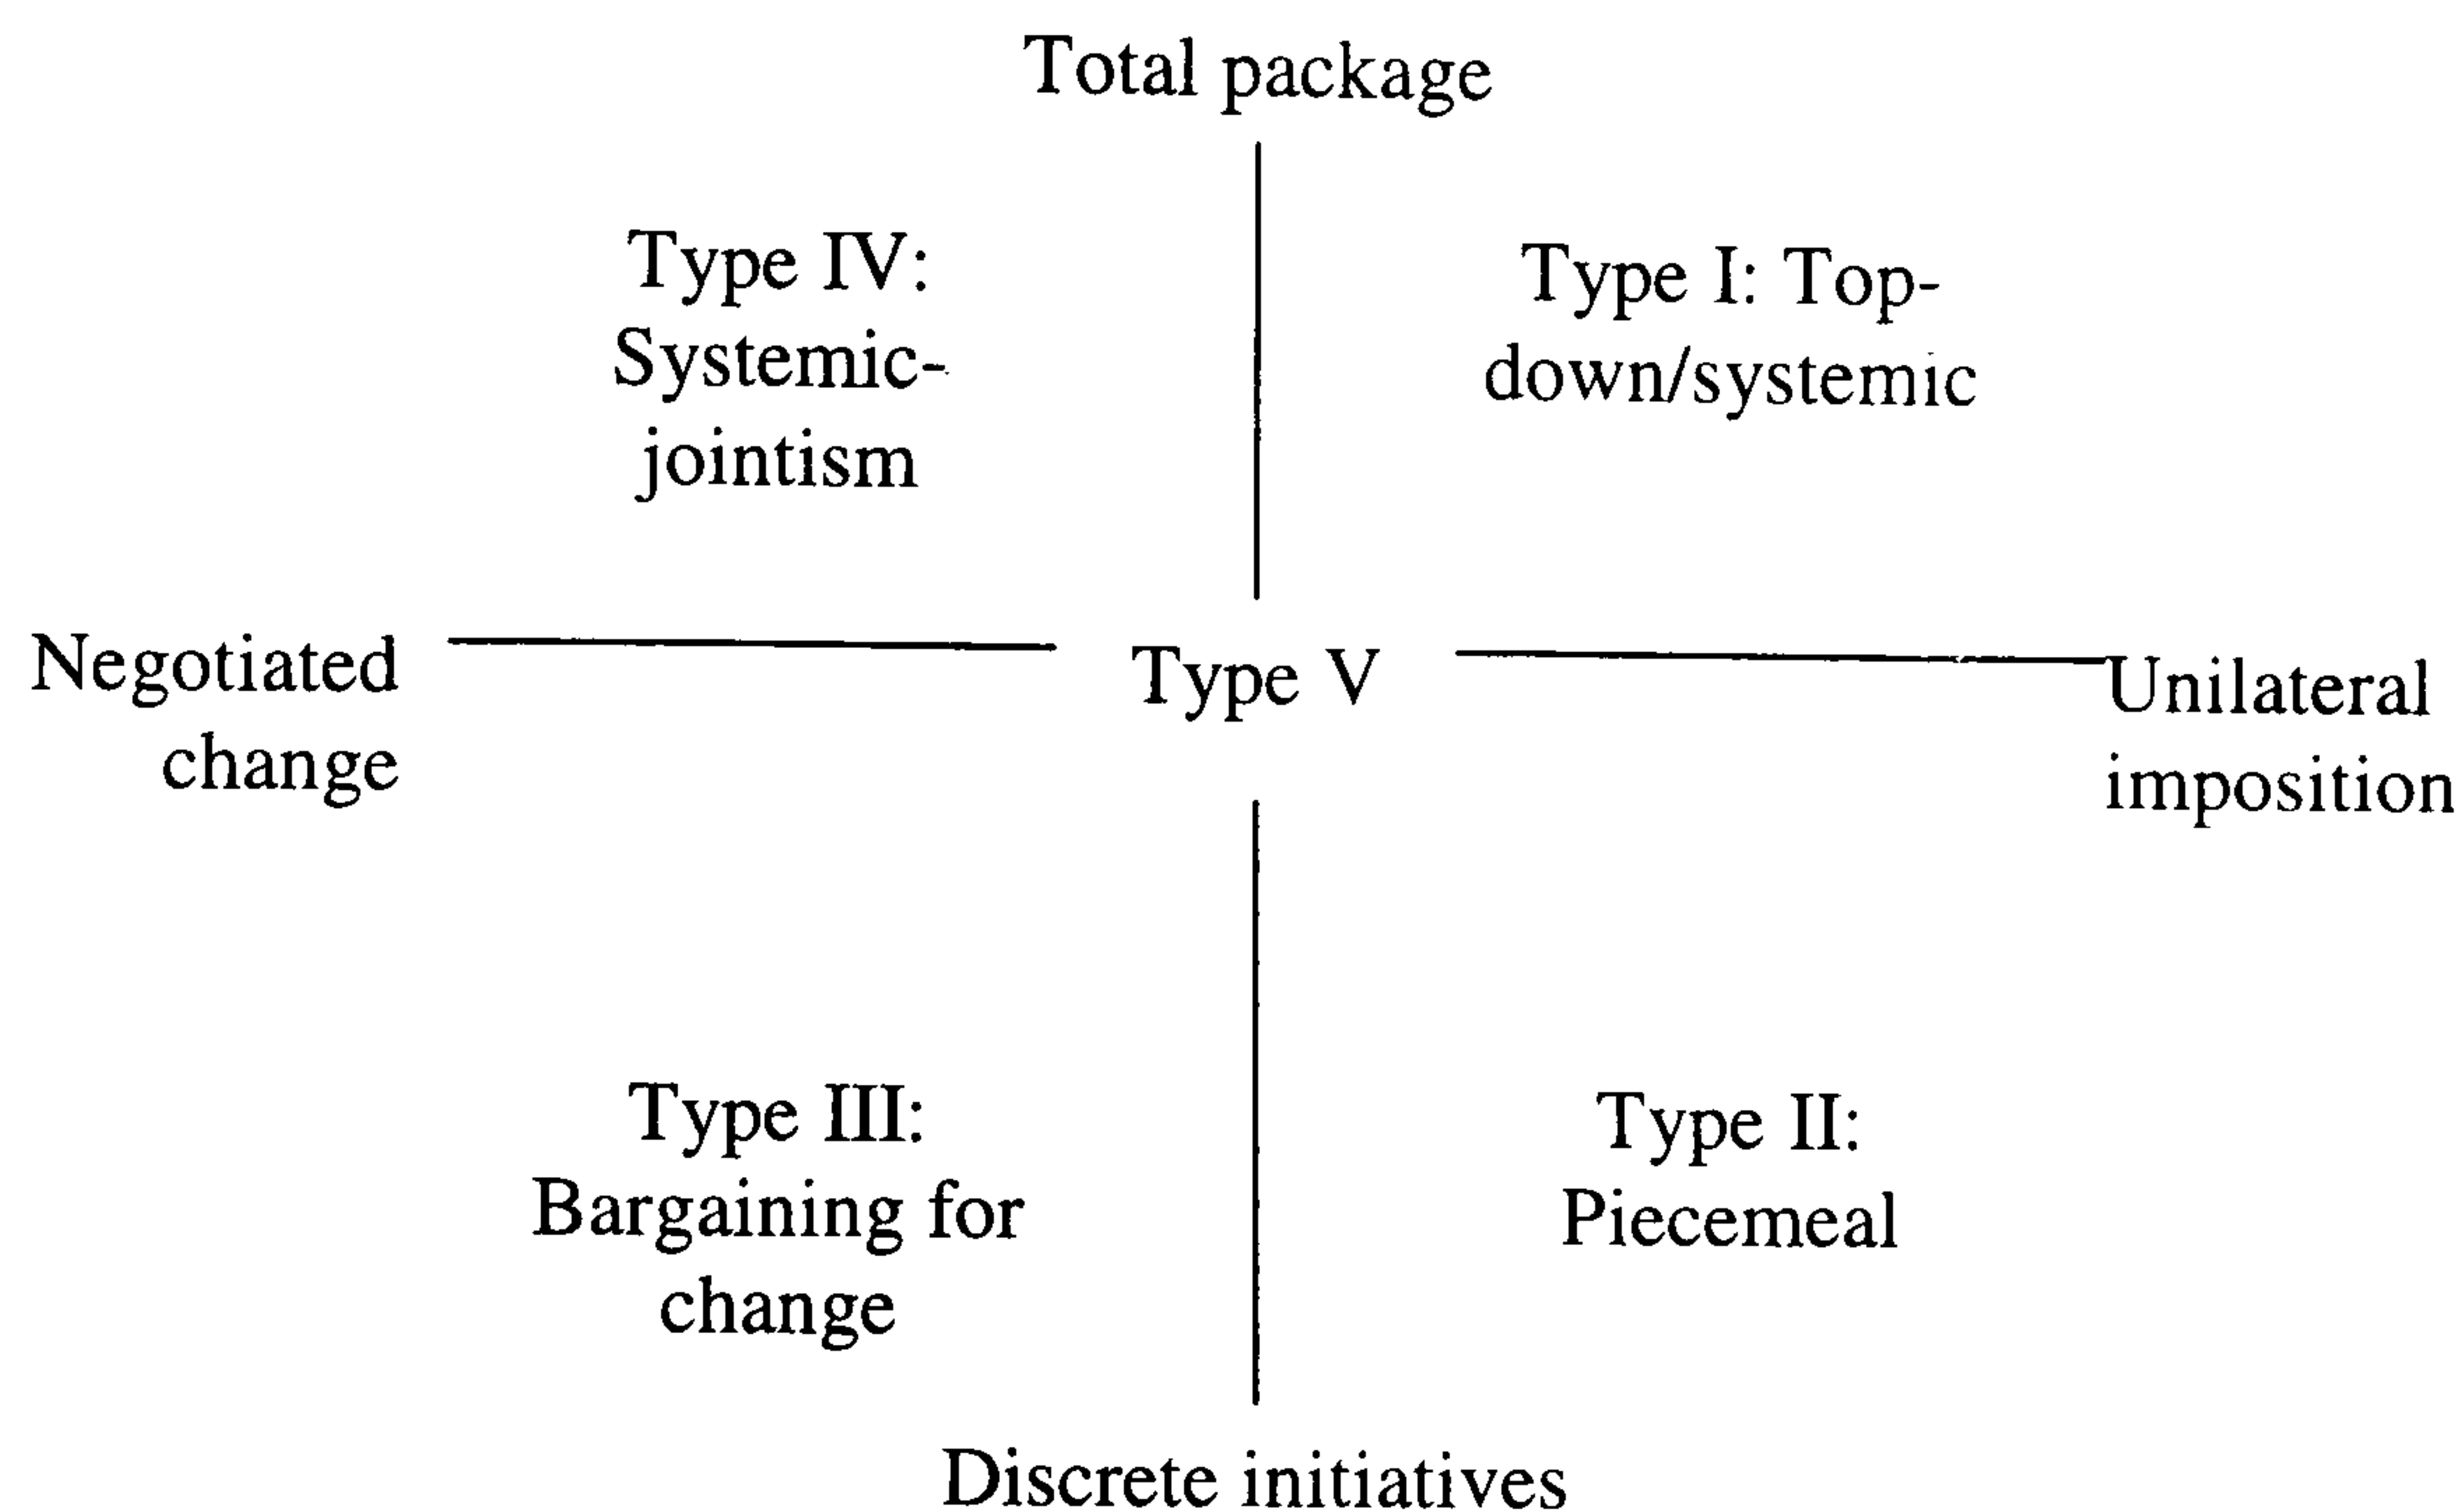 Total package
Type IV:
Systemic-
jointism
Type I: Top-
down/systemic
Negotiated
change
Type V
Unilateral
imposition
Type III:
Bargaining for
change
Type II:
Piecemeal
Discrete initiatives